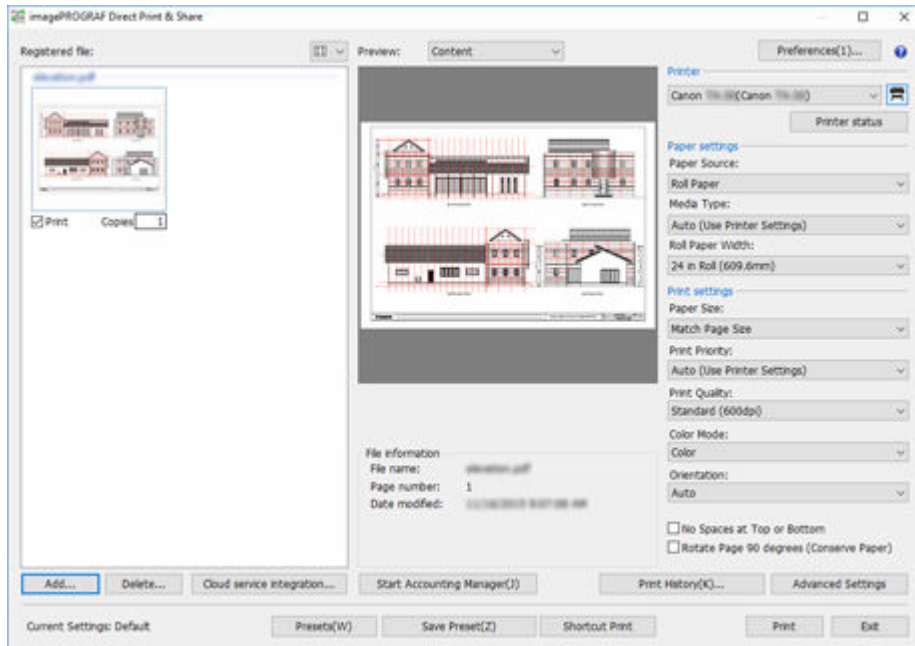 imagePROGRAF Direct Print & Share
Registered file:
Preview: Content
Preferences(1)...
Printer
Canon (Canon )
Printer status
Paper settings
Paper Source:
Roll Paper
Media Type:
Auto (Use Printer Settings)
Roll Paper Width:
24 in Roll (609.6mm)
Print settings
Paper Size:
Match Page Size
Print Priority:
Auto (Use Printer Settings)
Print Quality:
Standard (600dpi)
Color Mode:
Color
Orientation:
Auto
No Spaces at Top or Bottom
Rotate Page 90 degrees (Conserve Paper)
Print Copies 1
File information
File name:
Page number: 1
Date modified:
Add... Delete... Cloud service integration... Start Accounting Manager(J) Print History(K)... Advanced Settings
Current Settings: Default Presets(W) Save Preset(Z) Shortcut Print Print Exit